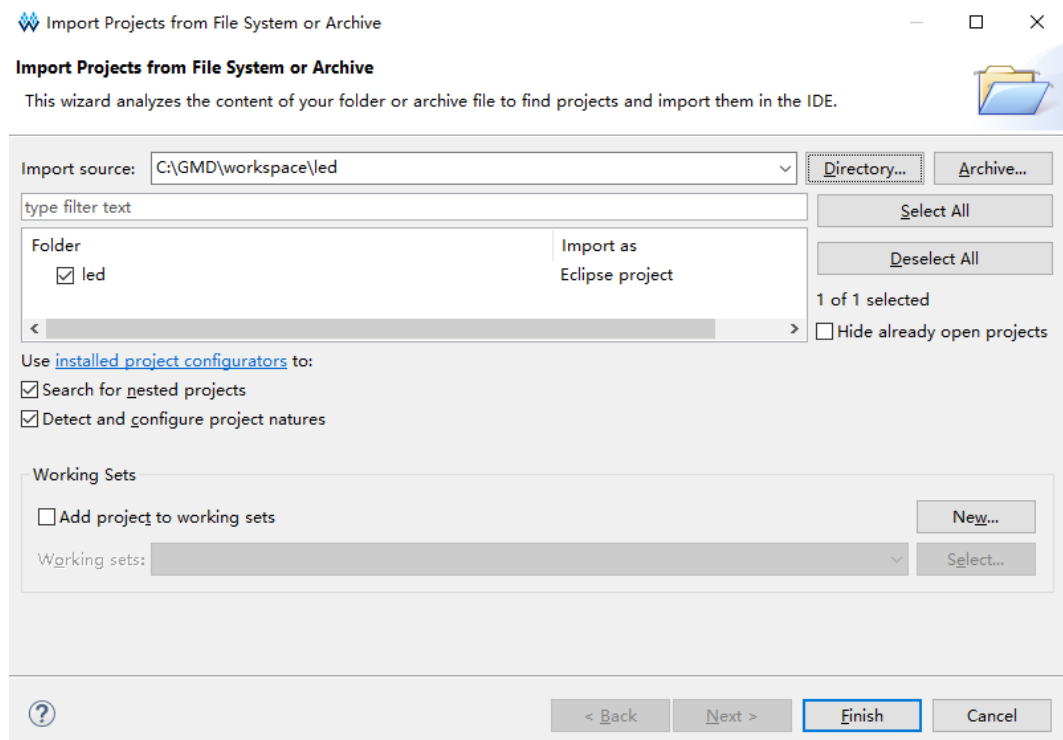 Import Projects from File System or Archive
Import Projects from File System or Archive
This wizard analyzes the content of your folder or archive file to find projects and import them in the IDE.
Import source: C:\GMD\workspace\led Directory... Archive...
type filter text Select All
Folder Import as Deselect All
led Eclipse project
1 of 1 selected
Hide already open projects
Use installed project configurators to:
Search for nested projects
Detect and configure project natures
Working Sets
Add project to working sets New...
Working sets: Select...
? < Back Next > Finish Cancel